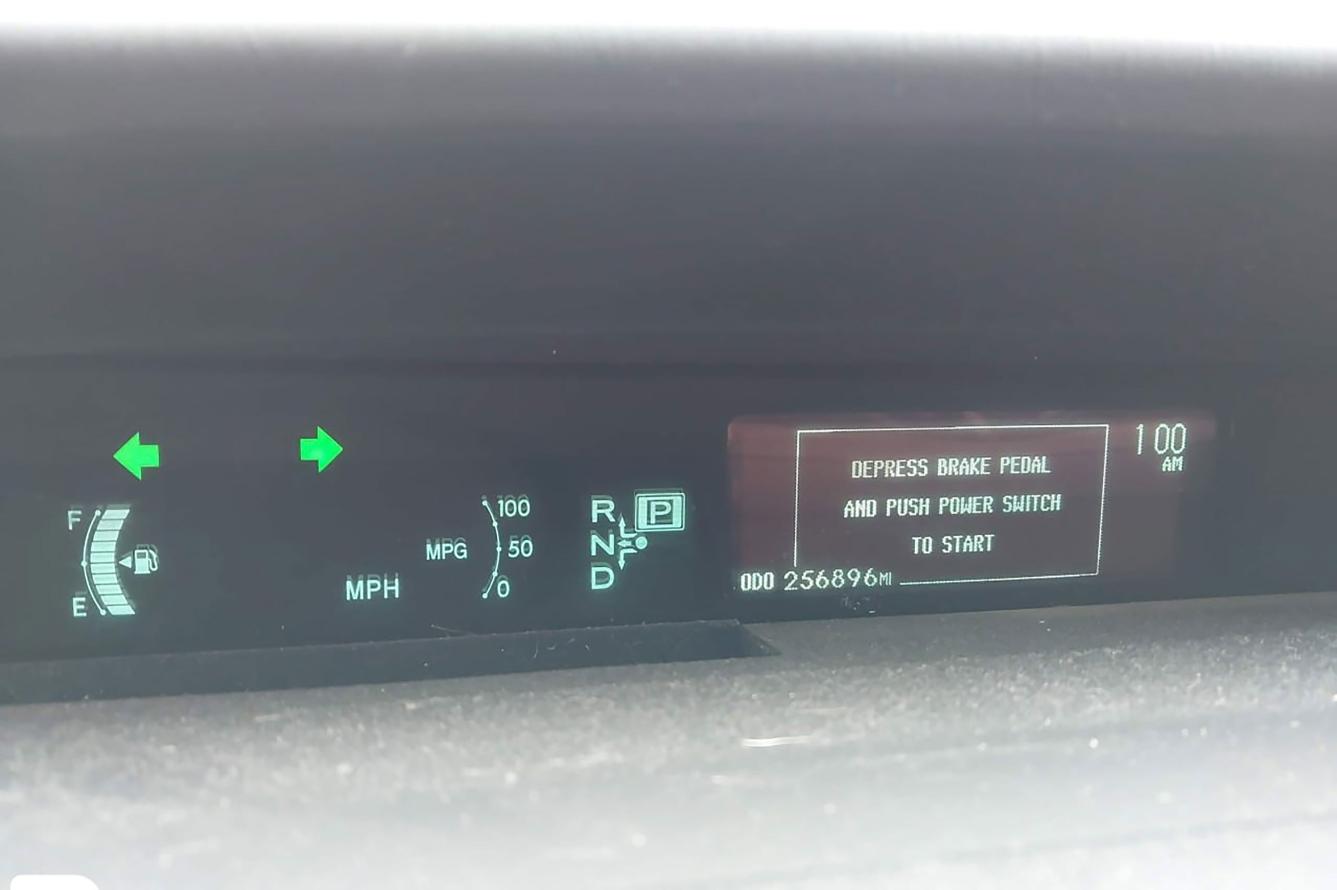 F
E
MPH
MPG
100
50
0
R
N
D
P
DEPRESS BRAKE PEDAL
AND PUSH POWER SWITCH
TO START
ODO 256896MI
1 00
AM